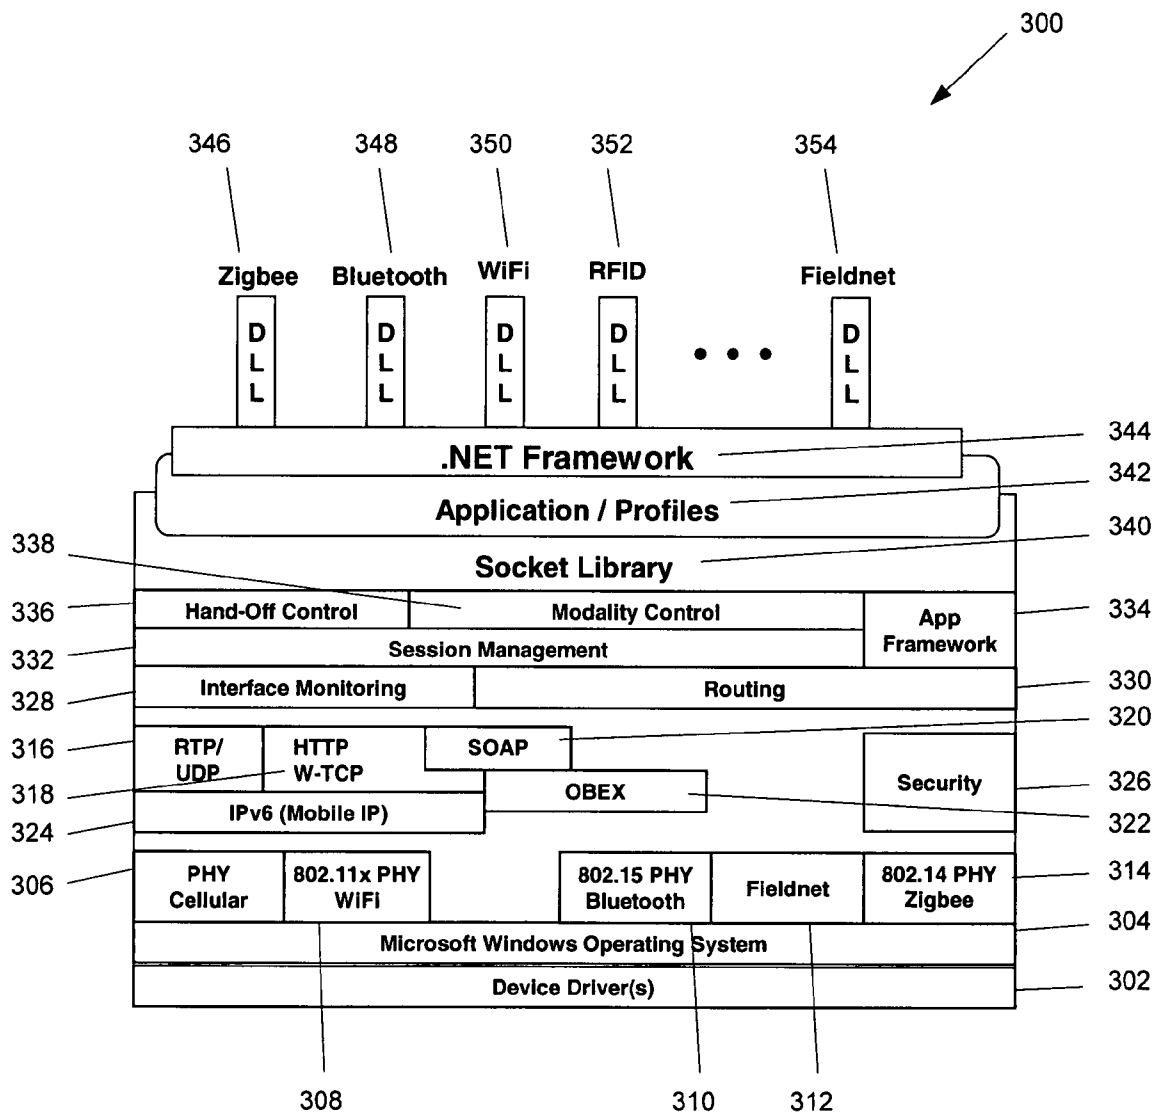 300
346 348 350 352 354
Zigbee Bluetooth WiFi RFID Fieldnet
D D D D D
L L L L L
L L L L L
.NET Framework 344
Application / Profiles 342
338 340
Socket Library
336 Hand-Off Control Modality Control App Framework 334
332 Session Management
328 Interface Monitoring Routing 330
316 RTP/ UDP HTTP W-TCP SOAP 320
318 OBEX Security 326
324 IPv6 (Mobile IP) 322
306 PHY Cellular 802.11x PHY WiFi 802.15 PHY Bluetooth Fieldnet 802.14 PHY Zigbee 314
Microsoft Windows Operating System 304
Device Driver(s) 302
308 310 312